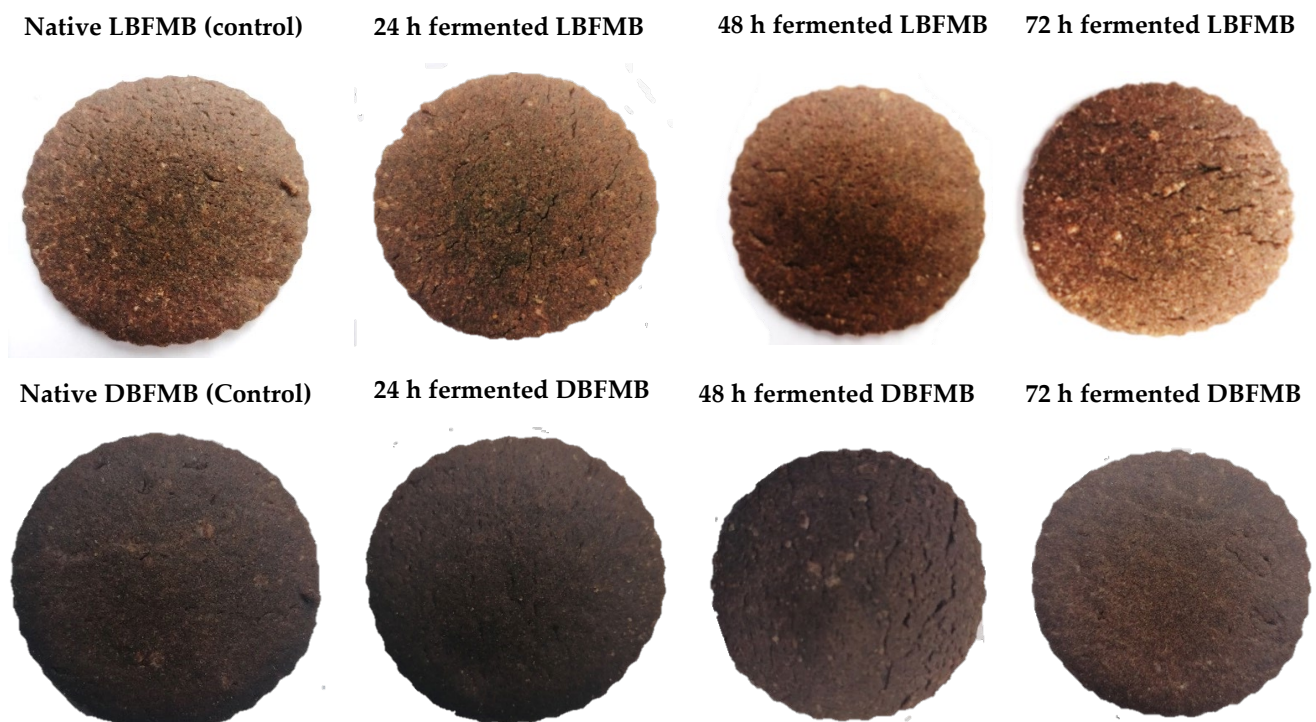 Native LBFMB (control)
24 h fermented LBFMB
48 h fermented LBFMB
72 h fermented LBFMB
Native DBFMB (Control)
24 h fermented DBFMB
48 h fermented DBFMB
72 h fermented DBFMB